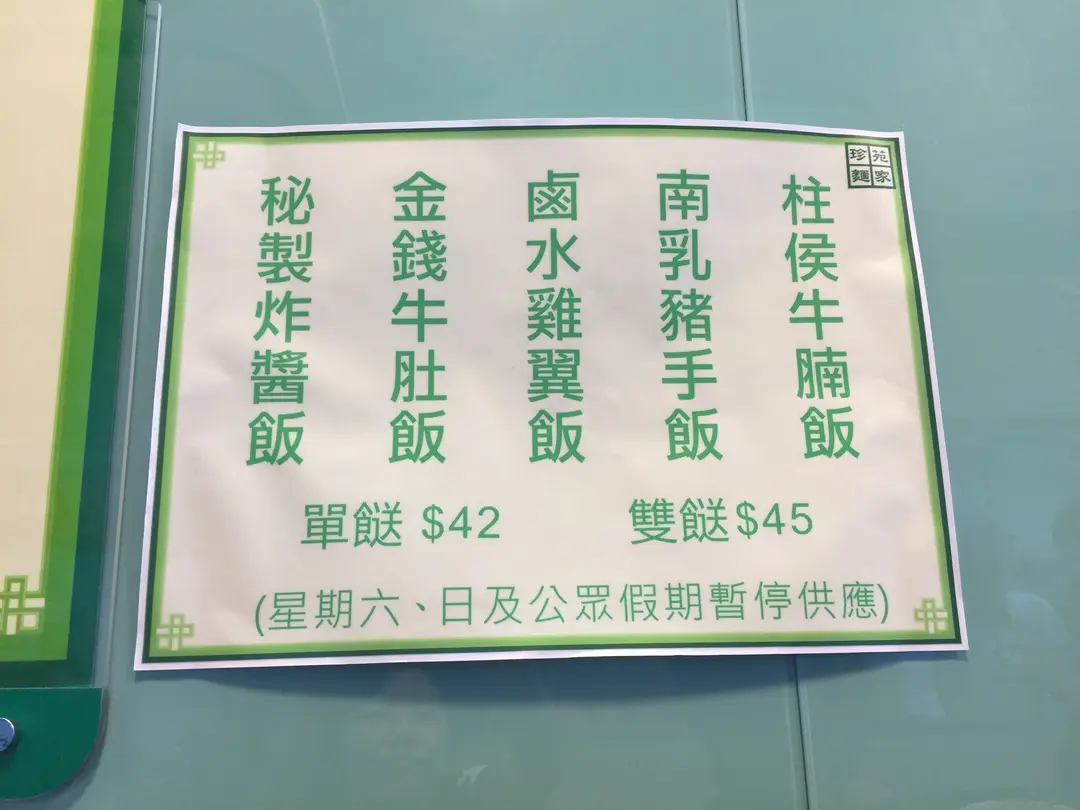 苑家
珍麵
柱侯牛腩飯
南乳豬手飯
鹵水雞翼飯
金錢牛肚飯
秘製炸醬飯
單餸 $42
雙餸 $45
(星期六、日及公眾假期暫停供應)